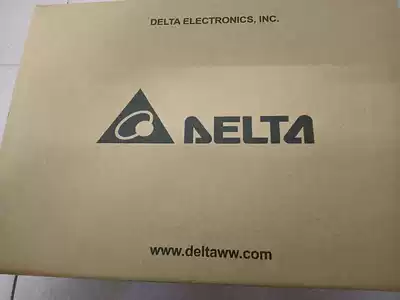 DELTA ELECTRONICS, INC.
DELTA
www.deltaww.com